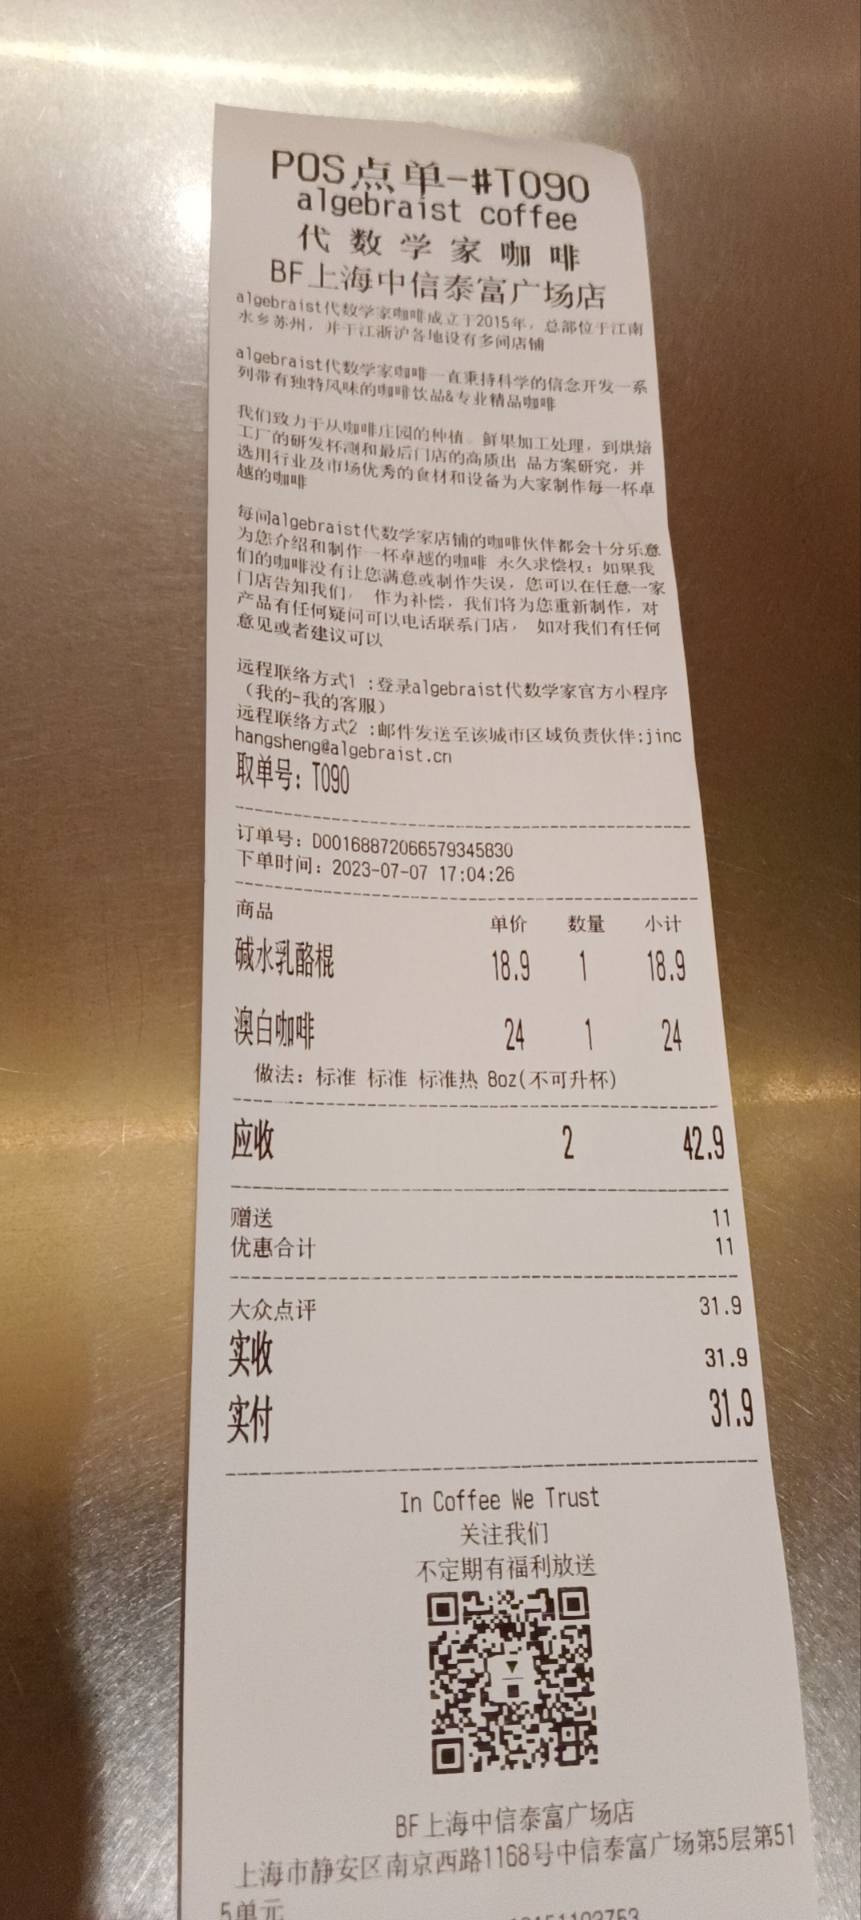 POS点单-#T090
algebraist coffee
代数学家咖啡
BF上海中信泰富广场店
algebraist代数学家咖啡成立于2015年，总部位于江南
水乡苏州，并于江浙沪各地设有多间店铺
algebraist代数学家咖啡一直秉持科学的信念开发一系
列带有独特风味的咖啡饮品&专业精品咖啡
我们致力于从咖啡庄园的种植、鲜果加工处理，到烘焙
工厂的研发杯测和最后门店的高质出 品方案研究，并
选用行业及市场优秀的食材和设备为大家制作每一杯卓
越的咖啡
每间algebraist代数学家店铺的咖啡伙伴都会十分乐意
为您介绍和制作一杯卓越的咖啡 永久求偿权：如果我
们的咖啡没有让您满意或制作失误，您可以在任意一家
门店告知我们， 作为补偿，我们将为您重新制作，对
产品有任何疑问可以电话联系门店， 如对我们有任何
意见或者建议可以
远程联络方式1 :登录algebraist代数学家官方小程序
（我的-我的客服）
远程联络方式2 :邮件发送至该城市区域负责伙伴:jinc
hangsheng@algebraist.cn
取单号：T090
订单号：D00168872066579345830
下单时间：2023-07-07 17:04:26
商品 单价 数量 小计
碱水乳酪棍 18.9 1 18.9
澳白咖啡 24 1 24
做法：标准 标准 标准热 8oz(不可升杯)
应收 2 42.9
赠送 11
优惠合计 11
大众点评 31.9
实收 31.9
实付 31.9
In Coffee We Trust
关注我们
不定期有福利放送
BF上海中信泰富广场店
上海市静安区南京西路1168号中信泰富广场第5层第51
5单元